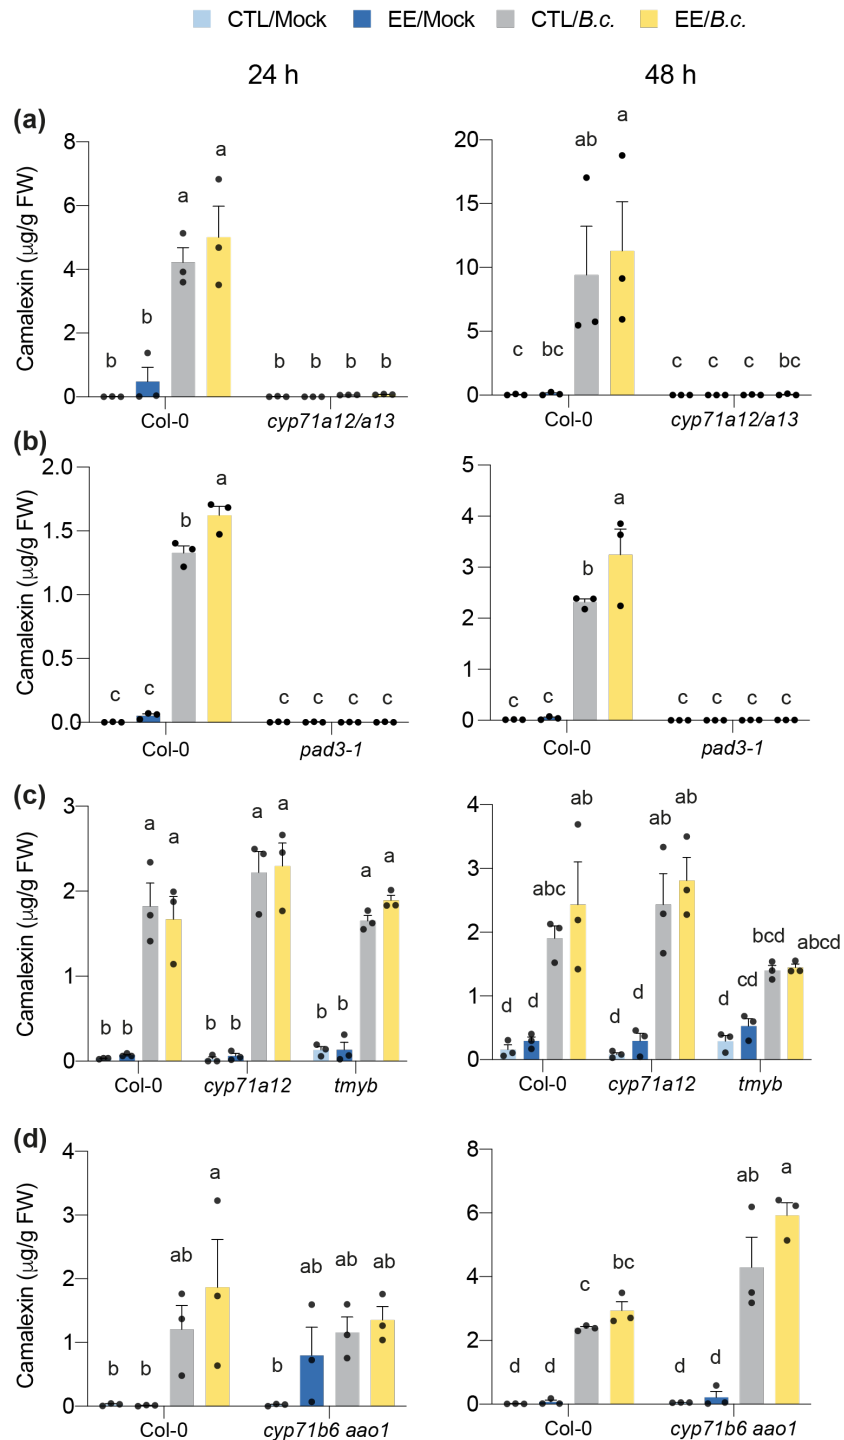 CTL/Mock EE/Mock CTL/B.c. EE/B.c.
24 h 48 h
(a)
Camalexin (µg/g FW)
8
6
4
2
0
b b a a b b b b
Col-0 cyp71a12/a13
20
15
10
5
0
c bc ab a c c c bc
Col-0 cyp71a12/a13
(b)
Camalexin (µg/g FW)
2.0
1.5
1.0
0.5
0.0
c c b a c c c c
Col-0 pad3-1
5
4
3
2
1
0
c c b a c c c c
Col-0 pad3-1
(c)
Camalexin (µg/g FW)
3
2
1
0
b b a a b b a a b b a a
Col-0 cyp71a12 tmyb
4
3
2
1
0
d d abc ab d d ab ab d cd bcd abcd
Col-0 cyp71a12 tmyb
(d)
Camalexin (µg/g FW)
4
3
2
1
0
b b ab a b ab ab ab
Col-0 cyp71b6 aao1
8
6
4
2
0
d d c bc d d ab a
Col-0 cyp71b6 aao1